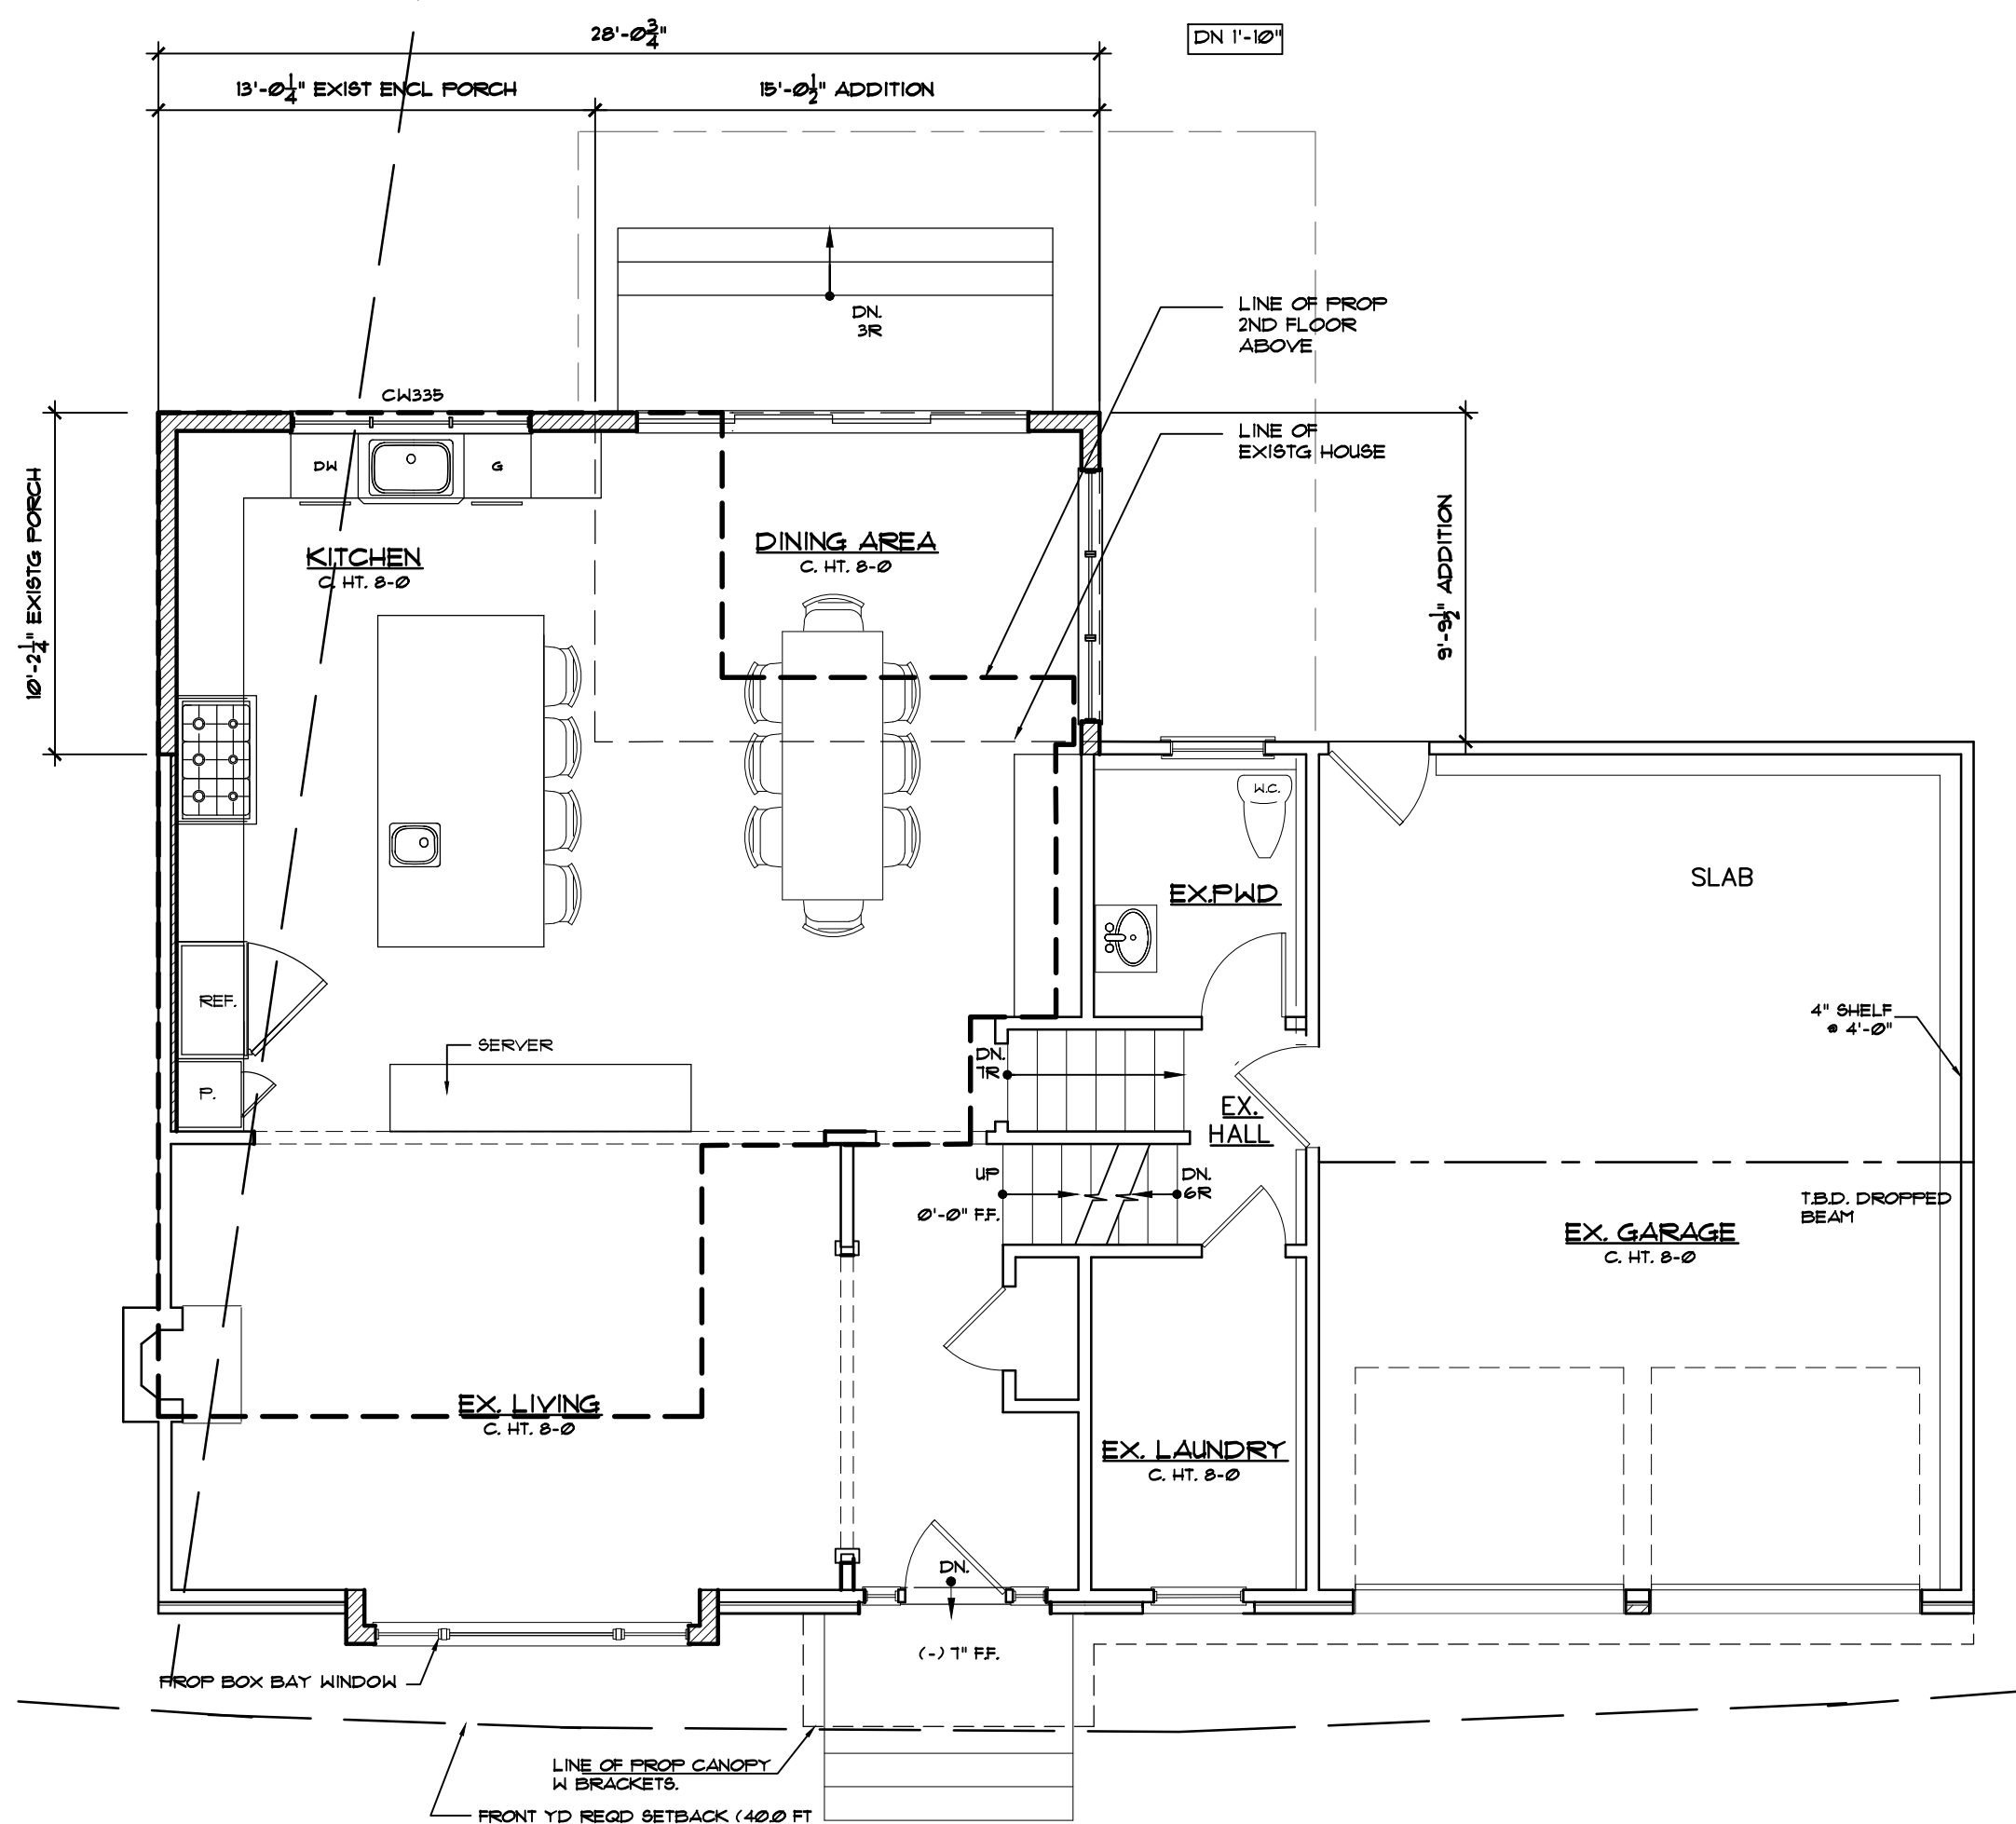 28'-0 3/4"
DN 1'-10"
13'-0 1/4" EXIST ENCL PORCH
15'-0 1/2" ADDITION
DN.
3R
LINE OF PROP
2ND FLOOR
ABOVE
CW335
LINE OF
EXISTG HOUSE
DW
G
10'-2 1/4" EXISTG PORCH
9'-9 1/2" ADDITION
KITCHEN
C. HT. 8-0
DINING AREA
C. HT. 8-0
W.C.
SLAB
EX.PWD
REF.
4" SHELF
@ 4'-0"
SERVER
DN.
7R
P.
EX.
HALL
UP
DN.
6R
0'-0" F.F.
T.B.D. DROPPED
BEAM
EX. GARAGE
C. HT. 8-0
EX. LIVING
C. HT. 8-0
EX. LAUNDRY
C. HT. 8-0
DN.
(-) 7" F.F.
PROP BOX BAY WINDOW
LINE OF PROP CANOPY
W BRACKETS.
FRONT YD REQD SETBACK (40.0 FT